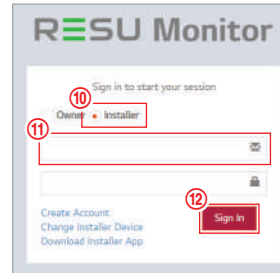 RESU Monitor
Sign in to start your session
⑩
Owner Installer
⑪
⑫
Sign In
Create Account
Change Installer Device
Download Installer App